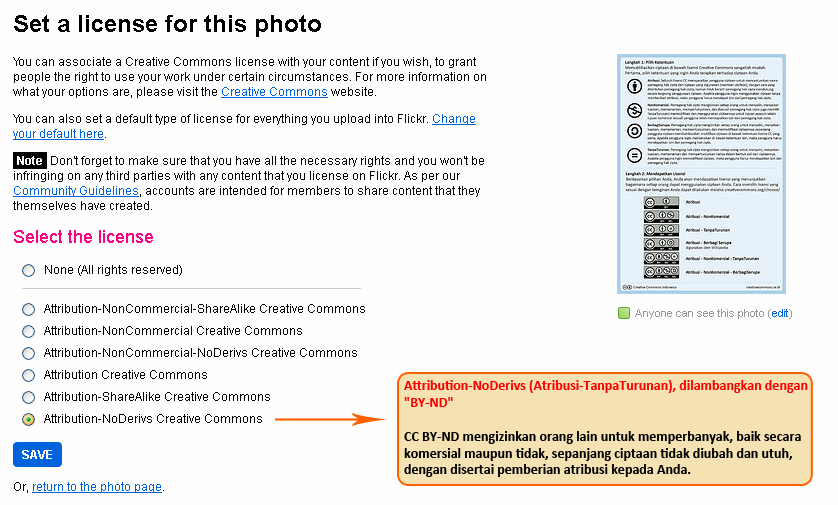 Set a license for this photo
You can associate a Creative Commons license with your content if you wish, to grant
people the right to use your work under certain circumstances. For more information on
what your options are, please visit the Creative Commons website.
You can also set a default type of license for everything you upload into Flickr. Change
your default here.
Note Don't forget to make sure that you have all the necessary rights and you won't be
infringing on any third parties with any content that you license on Flickr. As per our
Community Guidelines, accounts are intended for members to share content that they
themselves have created.
Select the license
None (All rights reserved)
Attribution-NonCommercial-ShareAlike Creative Commons
Attribution-NonCommercial Creative Commons
Attribution-NonCommercial-NoDerivs Creative Commons
Attribution Creative Commons
Attribution-ShareAlike Creative Commons
Attribution-NoDerivs Creative Commons
SAVE
Or, return to the photo page.
Langkah 1: Pilih Ketentuan
Langkah 2: Mendapatkan Lisensi
Atribusi
Atribusi - NonKomersial
Atribusi - TanpaTurunan
Atribusi - Berbagi Serupa
digunakan oleh Wikipedia
Atribusi - NonKomersial - TanpaTurunan
Atribusi - NonKomersial - BerbagiSerupa
Creative Commons Indonesia
creativecommons.or.id
Anyone can see this photo (edit)
Attribution-NoDerivs (Atribusi-TanpaTurunan), dilambangkan dengan
"BY-ND"
CC BY-ND mengizinkan orang lain untuk memperbanyak, baik secara
komersial maupun tidak, sepanjang ciptaan tidak diubah dan utuh,
dengan disertai pemberian atribusi kepada Anda.